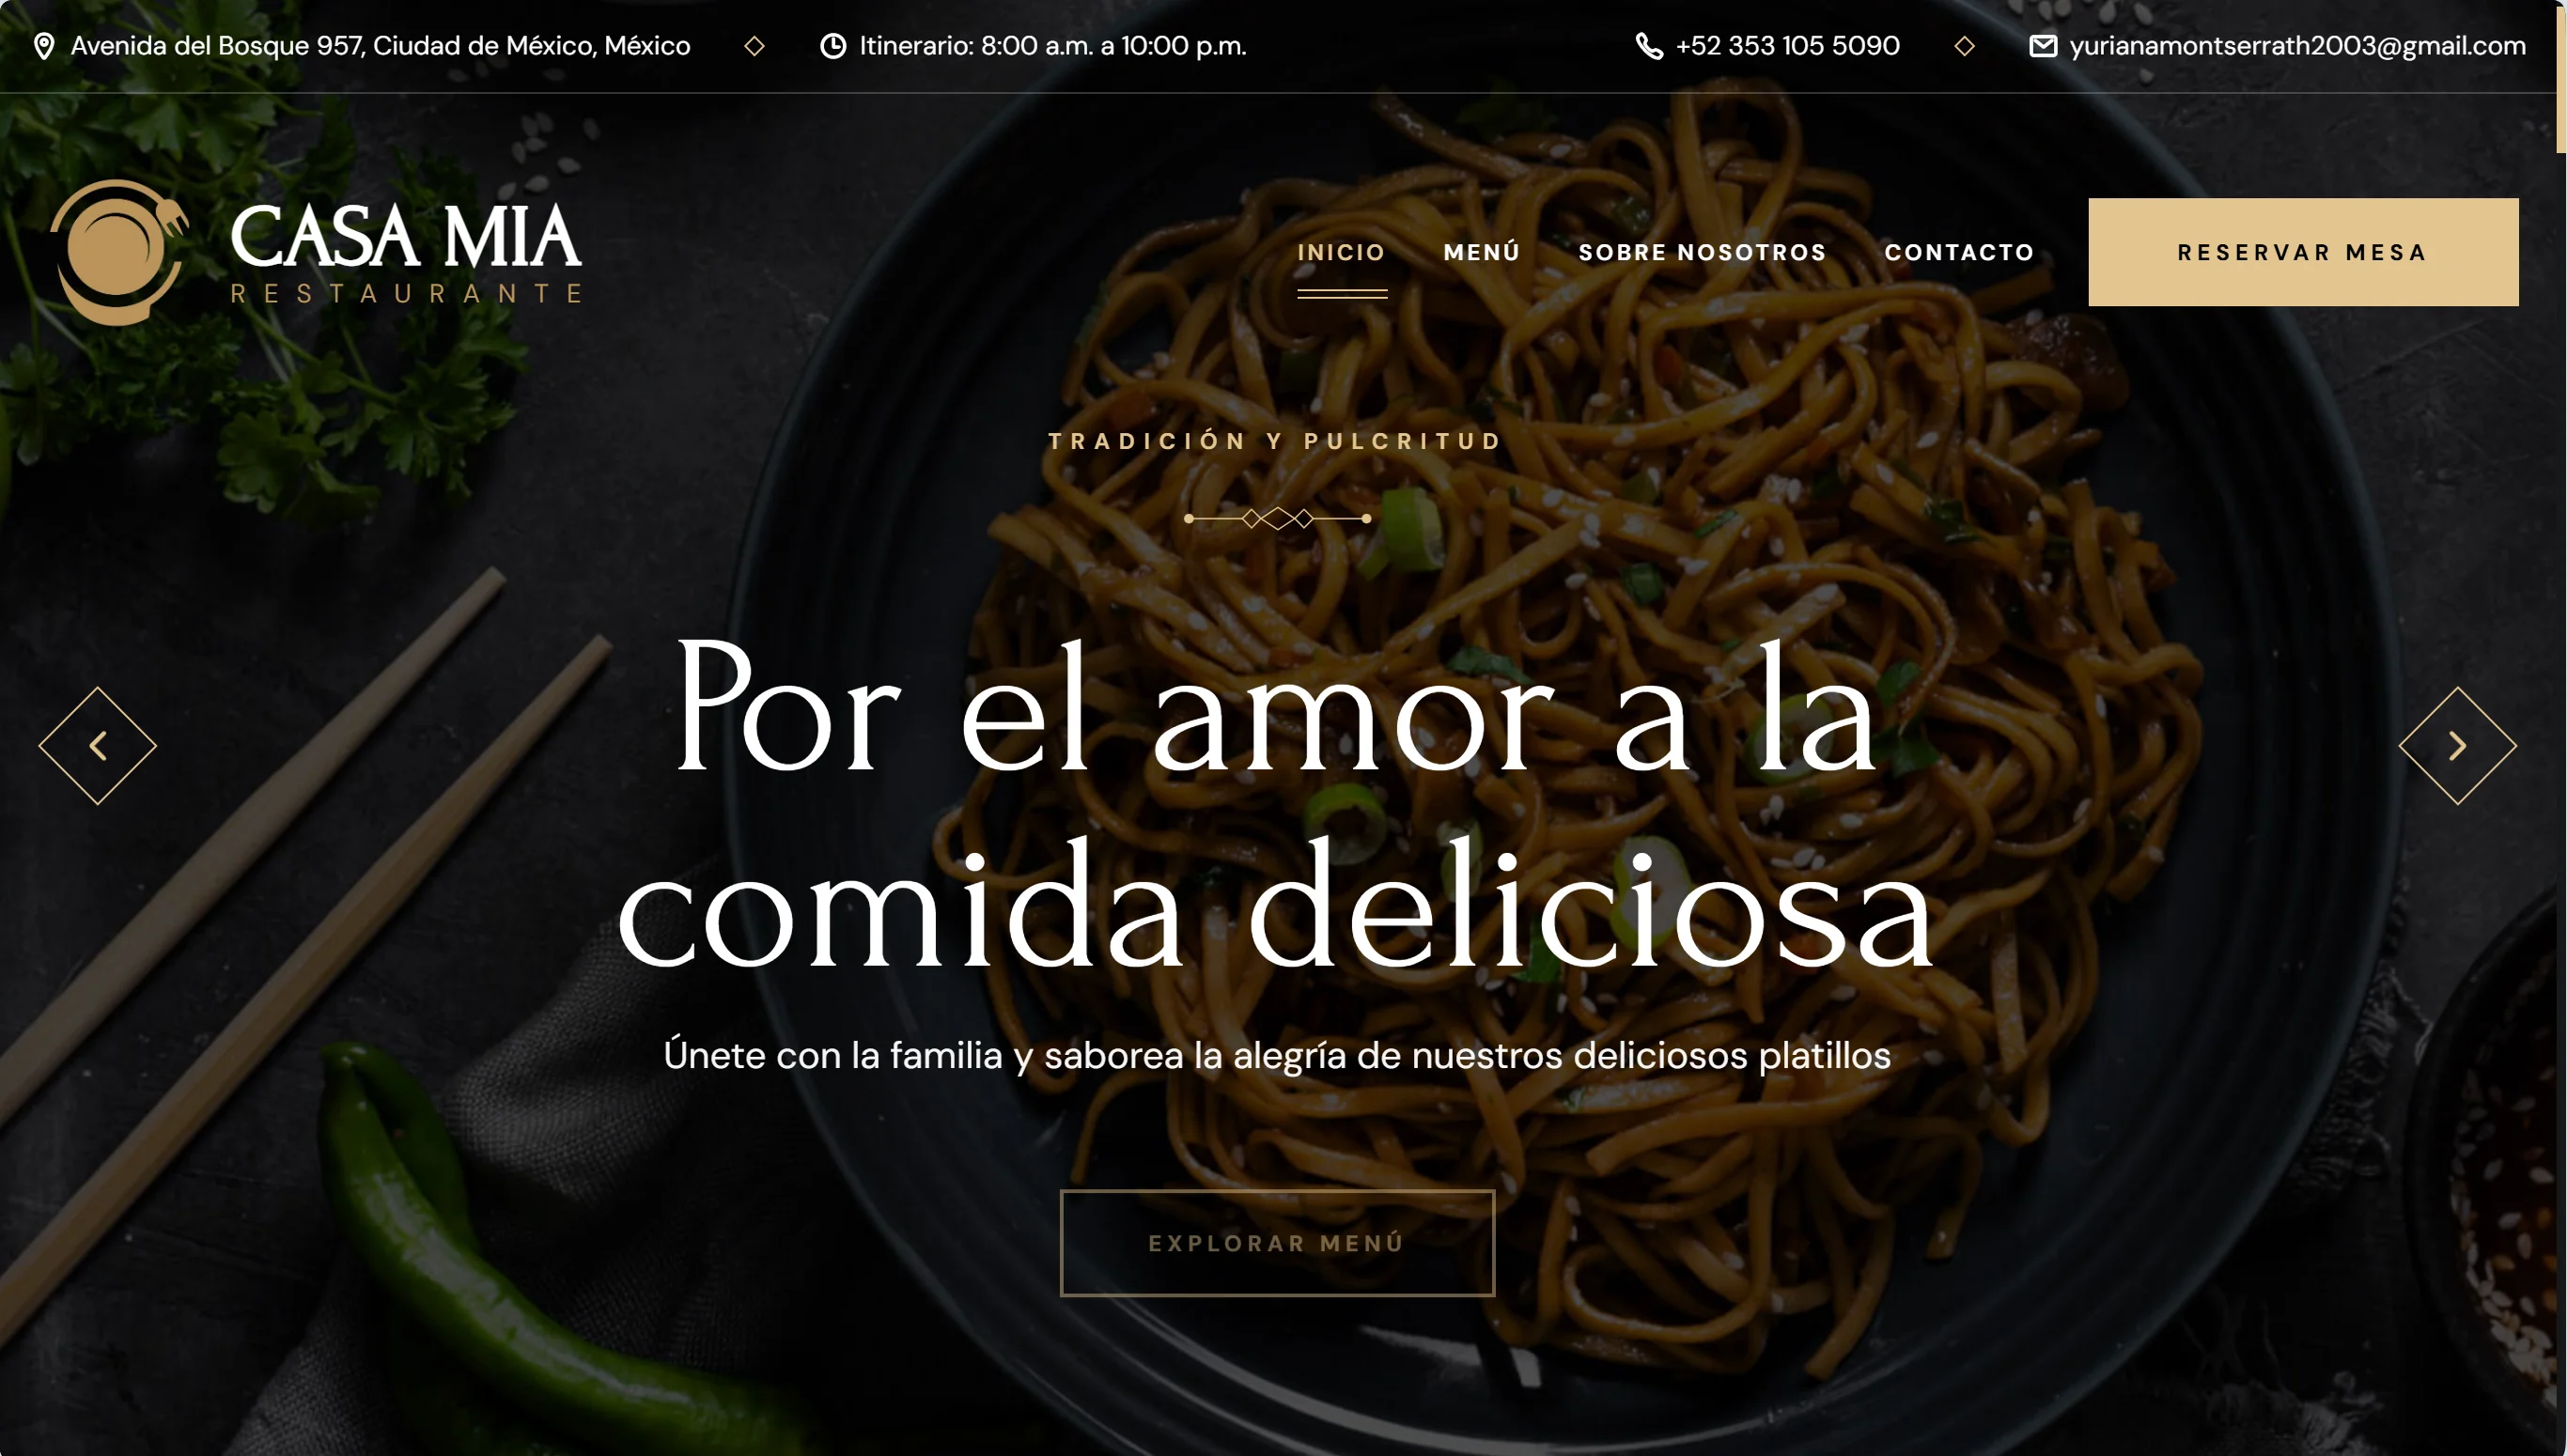 Avenida del Bosque 957, Ciudad de México, México
Itinerario: 8:00 a.m. a 10:00 p.m.
+52 353 105 5090
yurianamontserrath2003@gmail.com
CASA MIA
RESTAURANTE
INICIO
MENÚ
SOBRE NOSOTROS
CONTACTO
RESERVAR MESA
TRADICIÓN Y PULCRITUD
Por el amor a la
comida deliciosa
Únete con la familia y saborea la alegría de nuestros deliciosos platillos
EXPLORAR MENÚ